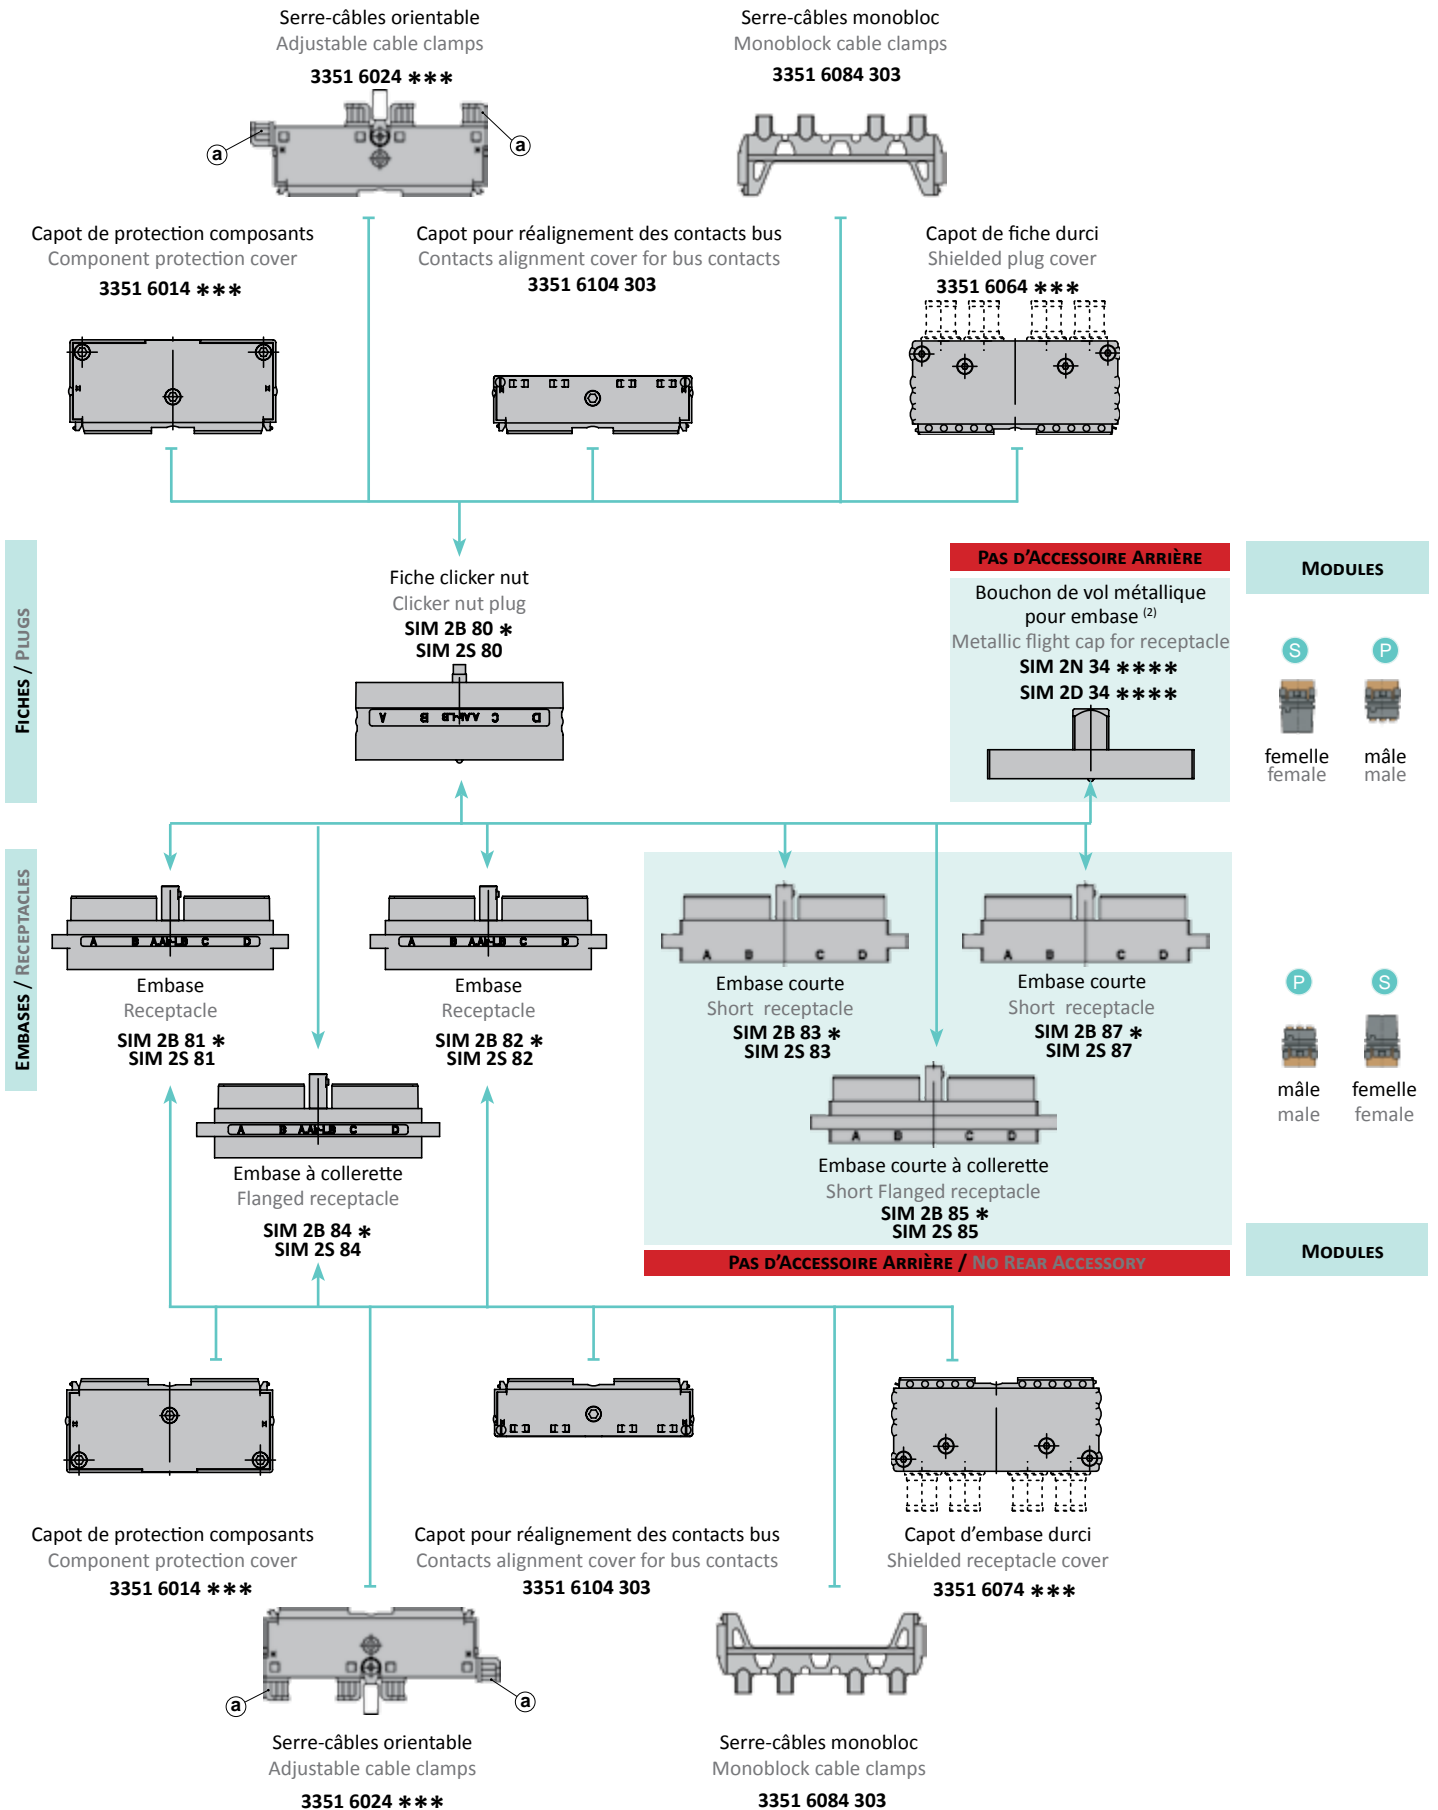 Serre-câbles orientable
Adjustable cable clamps
3351 6024 ***
Serre-câbles monobloc
Monoblock cable clamps
3351 6084 303
a
a
Capot de protection composants
Component protection cover
3351 6014 ***
Capot pour réalignement des contacts bus
Contacts alignment cover for bus contacts
3351 6104 303
Capot de fiche durci
Shielded plug cover
3351 6064 ***
FICHES / PLUGS
Fiche clicker nut
Clicker nut plug
SIM 2B 80 *
SIM 2S 80
A B C D
PAS D'ACCESSOIRE ARRIÈRE
Bouchon de vol métallique
pour embase (2)
Metallic flight cap for receptacle
SIM 2N 34 ****
SIM 2D 34 ****
MODULES
S P
femelle mâle
female male
EMBASES / RECEPTACLES
A B C D
Embase
Receptacle
SIM 2B 81 *
SIM 2S 81
A B C D
Embase
Receptacle
SIM 2B 82 *
SIM 2S 82
A B C D
Embase à collerette
Flanged receptacle
SIM 2B 84 *
SIM 2S 84
A B C D
Embase courte
Short receptacle
SIM 2B 83 *
SIM 2S 83
A B C D
Embase courte
Short receptacle
SIM 2B 87 *
SIM 2S 87
A B C D
Embase courte à collerette
Short Flanged receptacle
SIM 2B 85 *
SIM 2S 85
PAS D'ACCESSOIRE ARRIÈRE / NO REAR ACCESSORY
P S
mâle femelle
male female
MODULES
Capot de protection composants
Component protection cover
3351 6014 ***
Capot pour réalignement des contacts bus
Contacts alignment cover for bus contacts
3351 6104 303
Capot d'embase durci
Shielded receptacle cover
3351 6074 ***
a
a
Serre-câbles orientable
Adjustable cable clamps
3351 6024 ***
Serre-câbles monobloc
Monoblock cable clamps
3351 6084 303